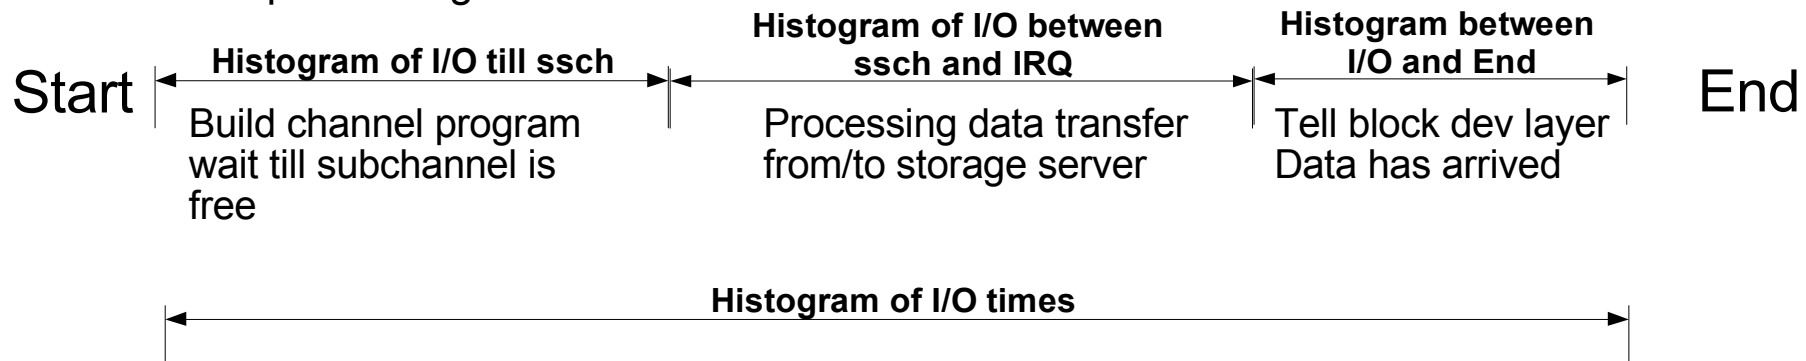 Histogram of I/O till ssch
Histogram of I/O between
ssch and IRQ
Histogram between
I/O and End
Start
End
Build channel program
wait till subchannel is
free
Processing data transfer
from/to storage server
Tell block dev layer
Data has arrived
Histogram of I/O times